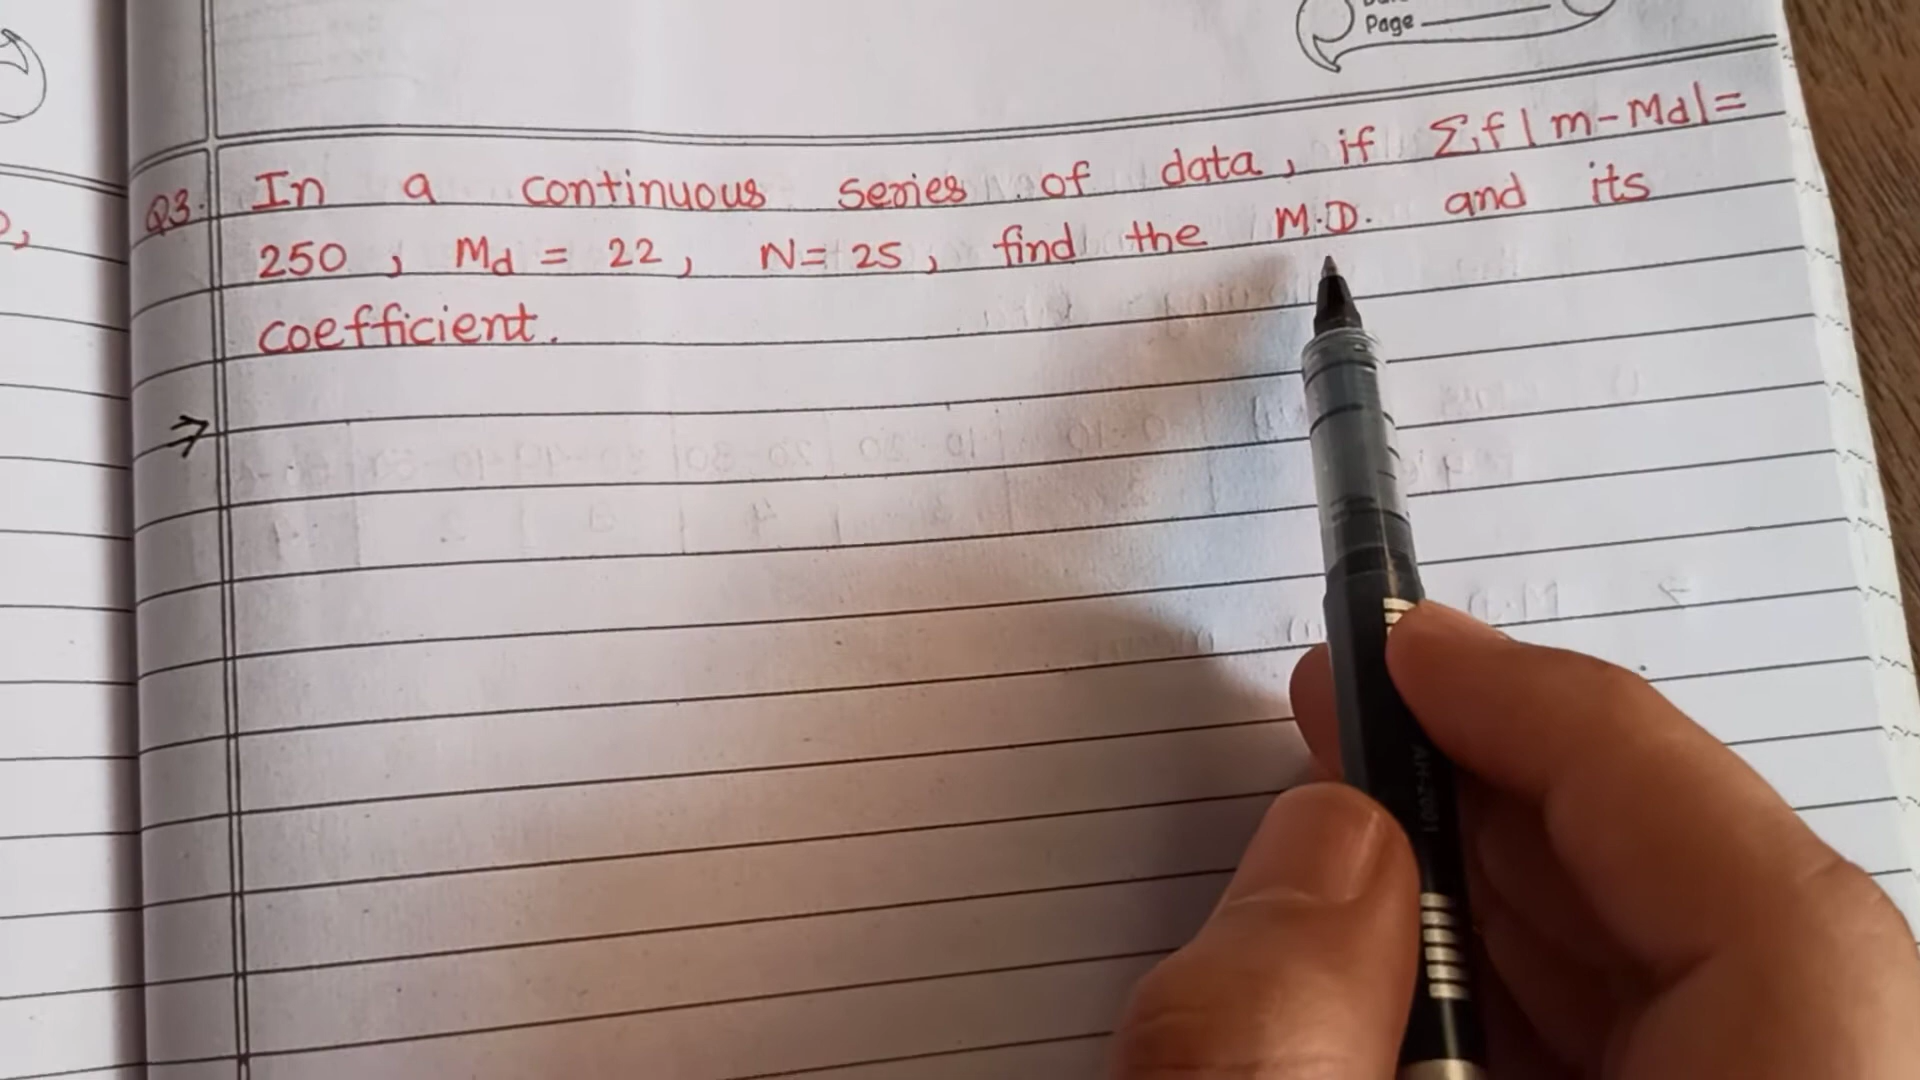 Page
Q3. In a continuous series of data, if Σf|m-Md|=
250, Md = 22, N= 25, find the M.D. and its
coefficient.